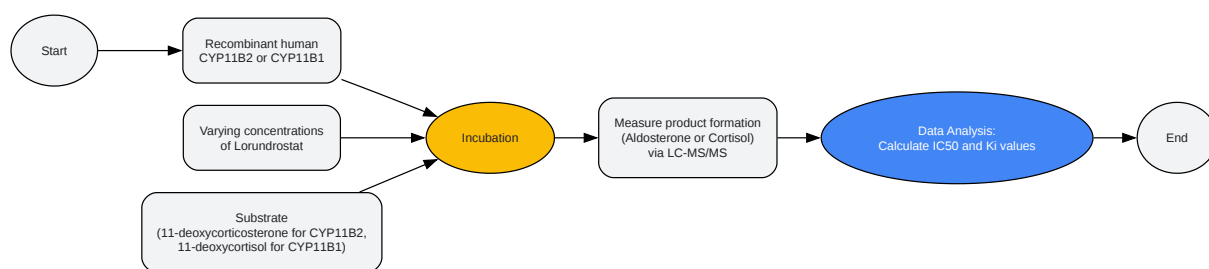 Start
Recombinant human
CYP11B2 or CYP11B1
Varying concentrations
of Lorundrostat
Substrate
(11-deoxycorticosterone for CYP11B2,
11-deoxycortisol for CYP11B1)
Incubation
Measure product formation
(Aldosterone or Cortisol)
via LC-MS/MS
Data Analysis:
Calculate IC50 and Ki values
End